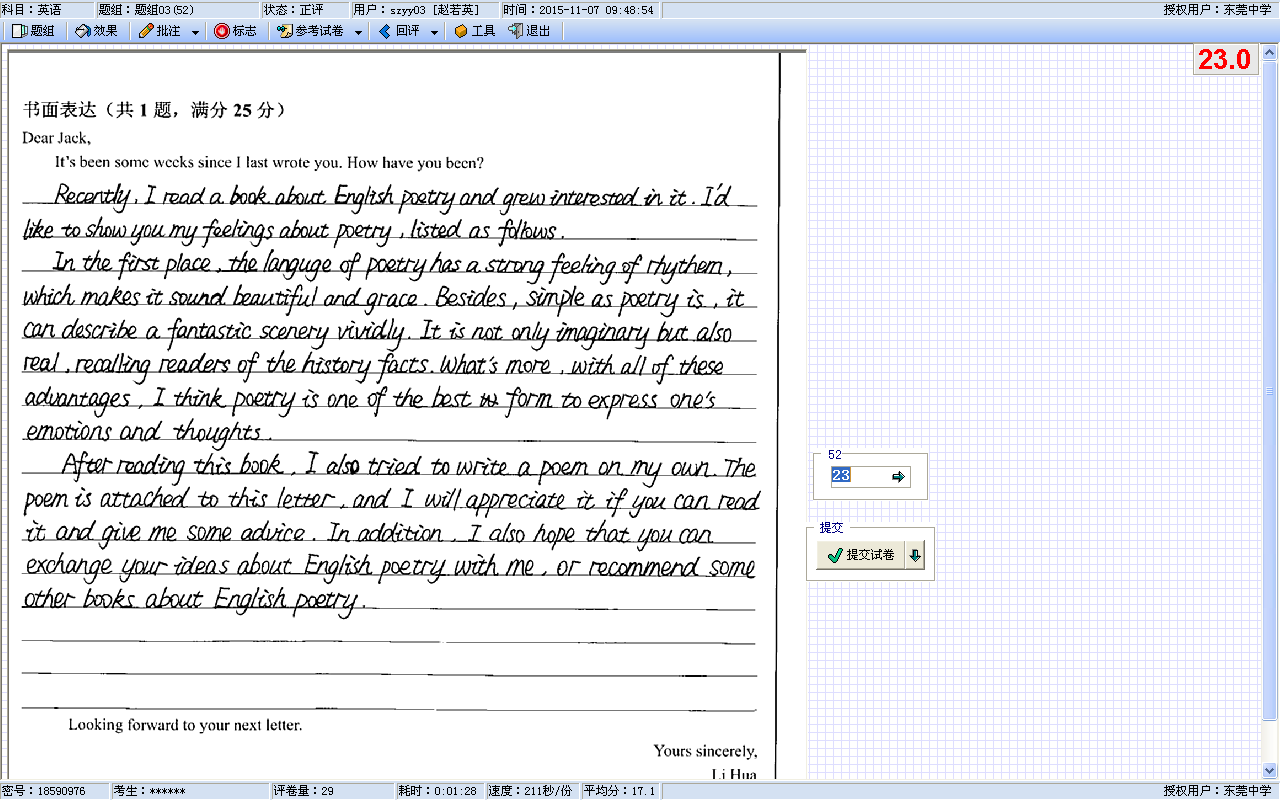 科目：英语 题组：题组03(52) 状态：正评 用户：szyy03 [赵若英] 时间：2015-11-07 09:48:54 授权用户：东莞中学
题组 效果 批注 标志 参考试卷 回评 工具 退出
23.0
书面表达（共 1 题，满分 25 分）
Dear Jack,
It's been some weeks since I last wrote you. How have you been?
Recently, I read a book about English poetry and grew interested in it. I'd
like to show you my feelings about poetry, listed as follows.
In the first place, the languge of poetry has a strong feeling of rhythem,
which makes it sound beautiful and grace. Besides, simple as poetry is, it
can describe a fantastic scenery vividly. It is not only imaginary but also
real, recalling readers of the history facts. What's more, with all of these
advantages, I think poetry is one of the best form to express one's
emotions and thoughts.
After reading this book, I also tried to write a poem on my own. The
poem is attached to this letter, and I will appreciate it if you can read
it and give me some advice. In addition, I also hope that you can
exchange your ideas about English poetry with me, or recommend some
other books about English poetry.
Looking forward to your next letter.
Yours sincerely,
Li Hua
52
23
提交
提交试卷
密号：18590976 考生：****** 评卷量：29 耗时：0:01:28 速度：211秒/份 平均分：17.1 授权用户：东莞中学